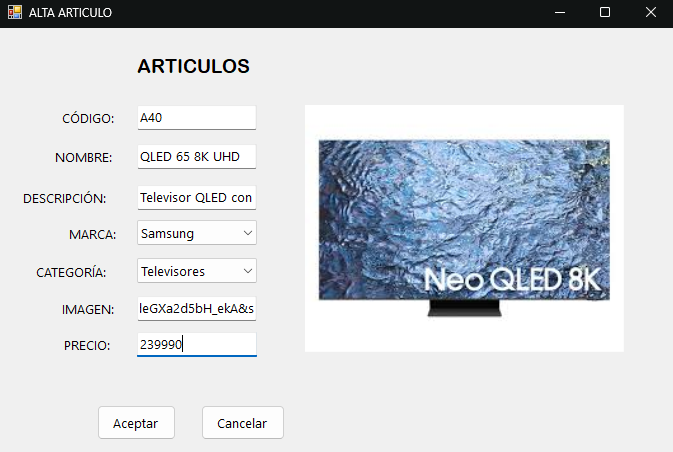 ALTA ARTICULO
ARTICULOS
CÓDIGO: A40
NOMBRE: QLED 65 8K UHD
DESCRIPCIÓN: Televisor QLED con
MARCA: Samsung
CATEGORÍA: Televisores
IMAGEN: leGXa2d5bH_ekA&s
PRECIO: 239990
Neo QLED 8K
Aceptar Cancelar